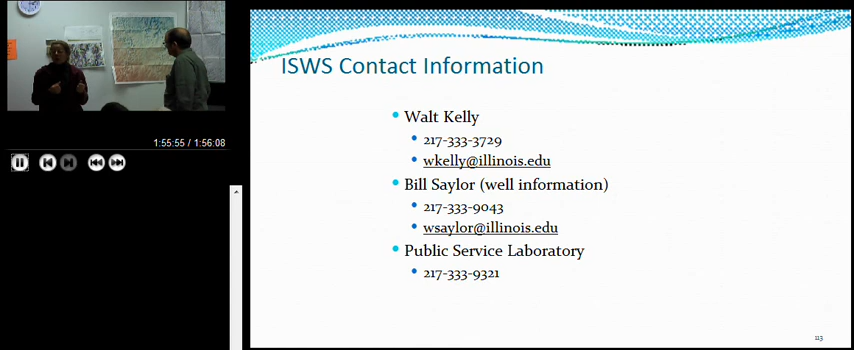 1:55:55 / 1:56:08
ISWS Contact Information
• Walt Kelly
• 217-333-3729
• wkelly@illinois.edu
• Bill Saylor (well information)
• 217-333-9043
• wsaylor@illinois.edu
• Public Service Laboratory
• 217-333-9321
113